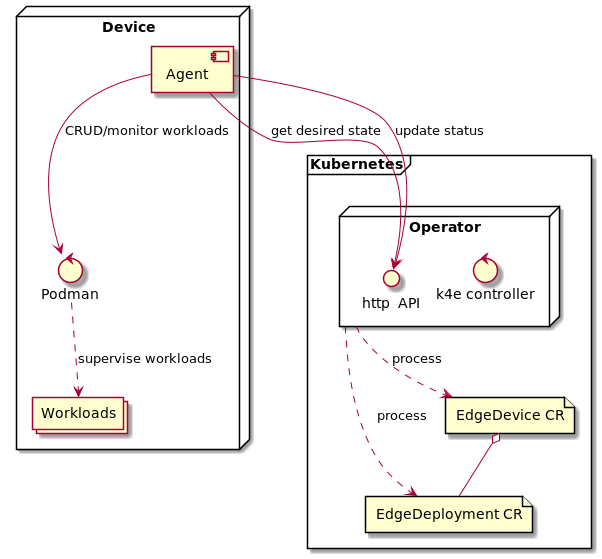 Device
Agent
CRUD/monitor workloads
get desired state
update status
Kubernetes
Operator
http API
k4e controller
Podman
supervise workloads
process
Workloads
EdgeDevice CR
process
EdgeDeployment CR